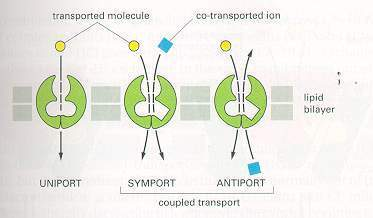 transported molecule
co-transported ion
lipid
bilayer
UNIPORT
SYMPORT
ANTIPORT
coupled transport